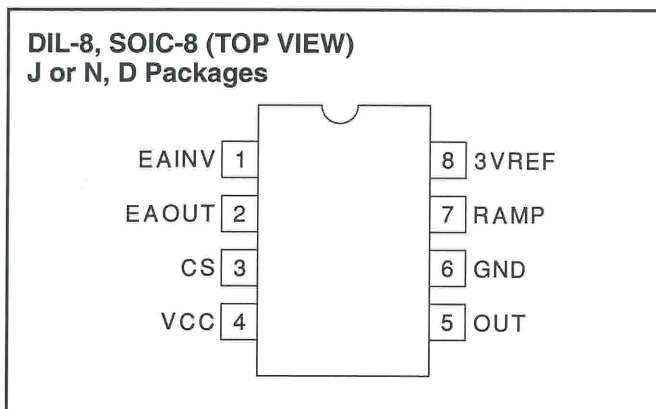 DIL-8, SOIC-8 (TOP VIEW)
J or N, D Packages
EAINV 1 8 3VREF
EAOUT 2 7 RAMP
CS 3 6 GND
VCC 4 5 OUT